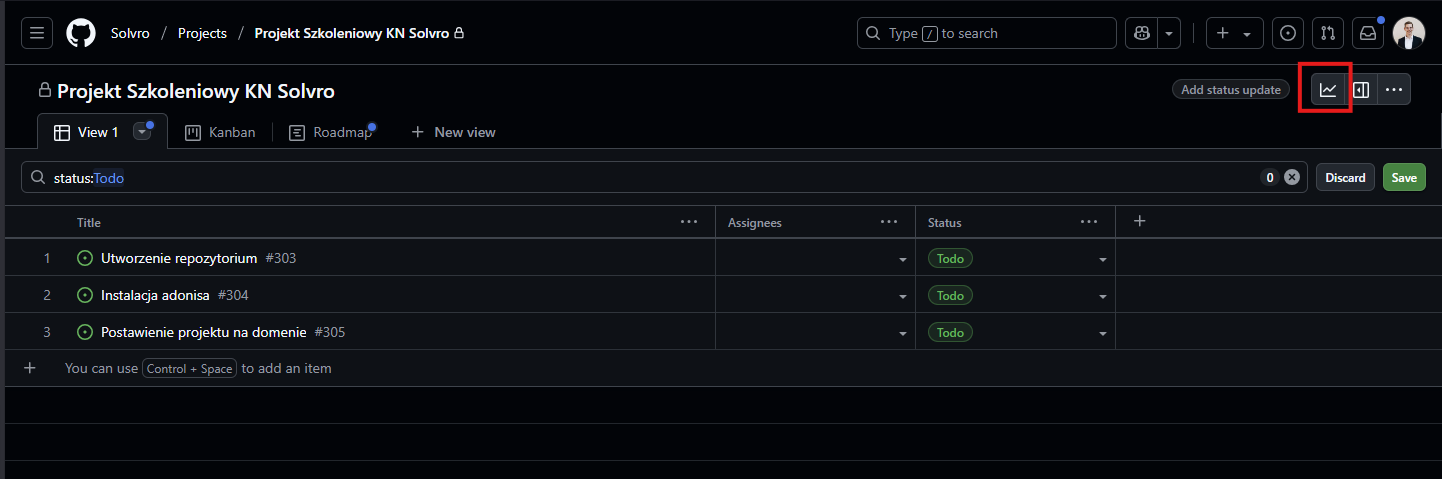 Solvro / Projects / Projekt Szkoleniowy KN Solvro
Type / to search
Projekt Szkoleniowy KN Solvro
Add status update
View 1
Kanban
Roadmap
New view
status:Todo
0
Discard
Save
Title
Assignees
Status
1 Utworzenie repozytorium #303 Todo
2 Instalacja adonisa #304 Todo
3 Postawienie projektu na domenie #305 Todo
You can use Control + Space to add an item